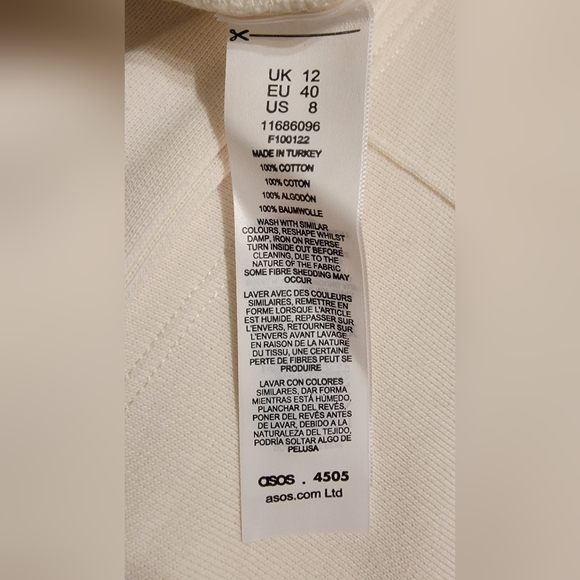 UK 12
EU 40
US 8
11686096
F100122
MADE IN TURKEY
100% COTTON
100% COTON
100% ALGODÓN
100% BAUMWOLLE
WASH WITH SIMILAR
COLOURS, RESHAPE WHILST
DAMP, IRON ON REVERSE
TURN INSIDE OUT BEFORE
CLEANING, DUE TO THE
NATURE OF THE FABRIC
SOME FIBRE SHEDDING MAY
OCCUR
LAVER AVEC DES COULEURS
SIMILAIRES, REMETTRE EN
FORME LORSQUE L'ARTICLE
EST HUMIDE, REPASSER SUR
L'ENVERS, RETOURNER SUR
L'ENVERS AVANT LAVAGE
EN RAISON DE LA NATURE
DU TISSU, UNE CERTAINE
PERTE DE FIBRES PEUT SE
PRODUIRE
LAVAR CON COLORES
SIMILARES, DAR FORMA
MIENTRAS ESTÁ HÚMEDO,
PLANCHAR DEL REVÉS,
PONER DEL REVÉS ANTES
DE LAVAR, DEBIDO A LA
NATURALEZA DEL TEJIDO,
PODRÍA SOLTAR ALGO DE
PELUSA
asos . 4505
asos.com Ltd